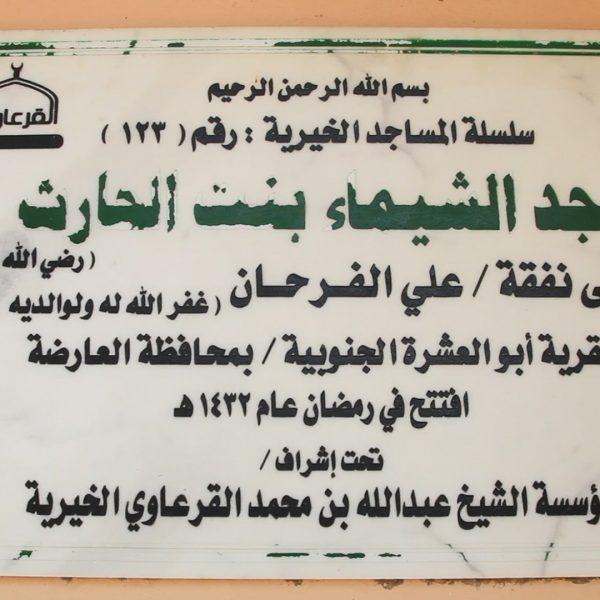 بسم الله الرحمن الرحيم
سلسلة المساجد الخيرية : رقم ( ١٢٣ )
القرعاو
جد الشيماء بنت الحارث
( رضي الله
ى نفقة / علي الفرحان ( غفر الله له ولوالديه
قرية أبو العشرة الجنوبية / بمحافظة العارضة
افتتح في رمضان عام ١٤٣٢ هـ
تحت إشراف /
ؤسسة الشيخ عبدالله بن محمد القرعاوي الخيرية